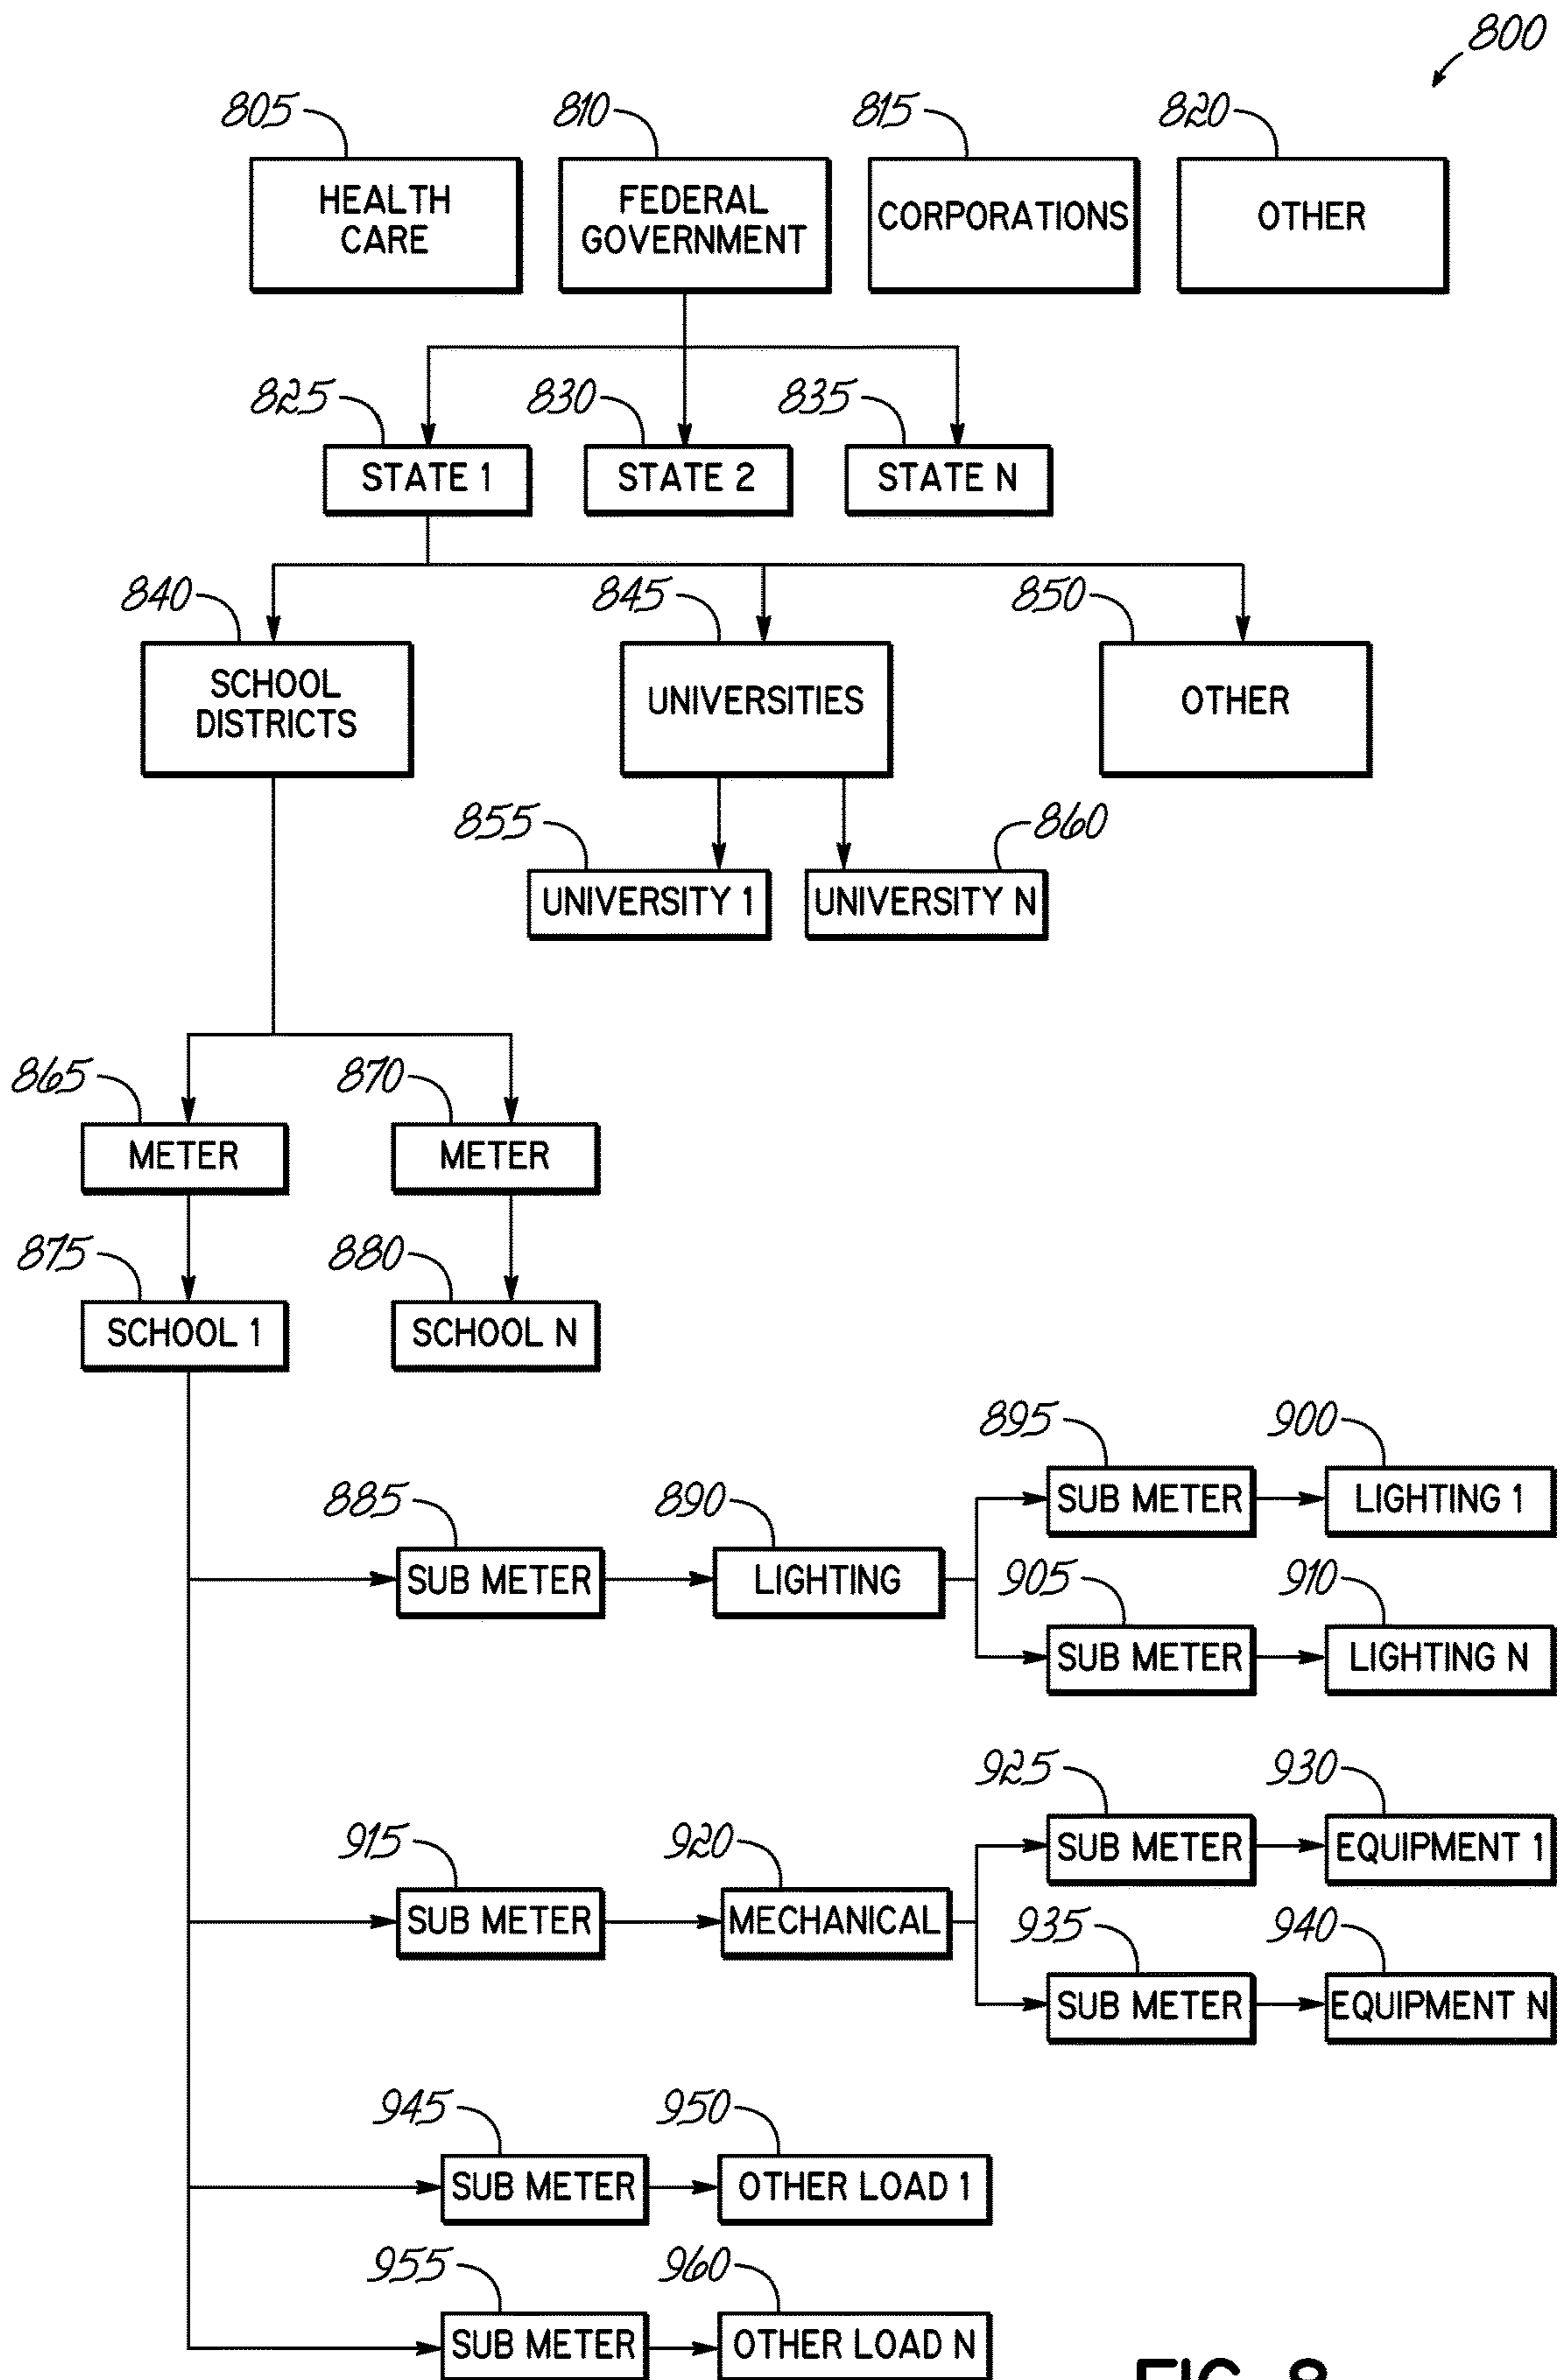 800
805
810
815
820
HEALTH
CARE
FEDERAL
GOVERNMENT
CORPORATIONS
OTHER
825
830
835
STATE 1
STATE 2
STATE N
840
845
850
SCHOOL
DISTRICTS
UNIVERSITIES
OTHER
855
860
UNIVERSITY 1
UNIVERSITY N
865
870
METER
METER
875
880
SCHOOL 1
SCHOOL N
895
900
SUB METER
LIGHTING 1
885
890
SUB METER
LIGHTING
905
910
SUB METER
LIGHTING N
925
930
SUB METER
EQUIPMENT 1
915
920
SUB METER
MECHANICAL
935
940
SUB METER
EQUIPMENT N
945
950
SUB METER
OTHER LOAD 1
955
960
SUB METER
OTHER LOAD N
FIG. 8